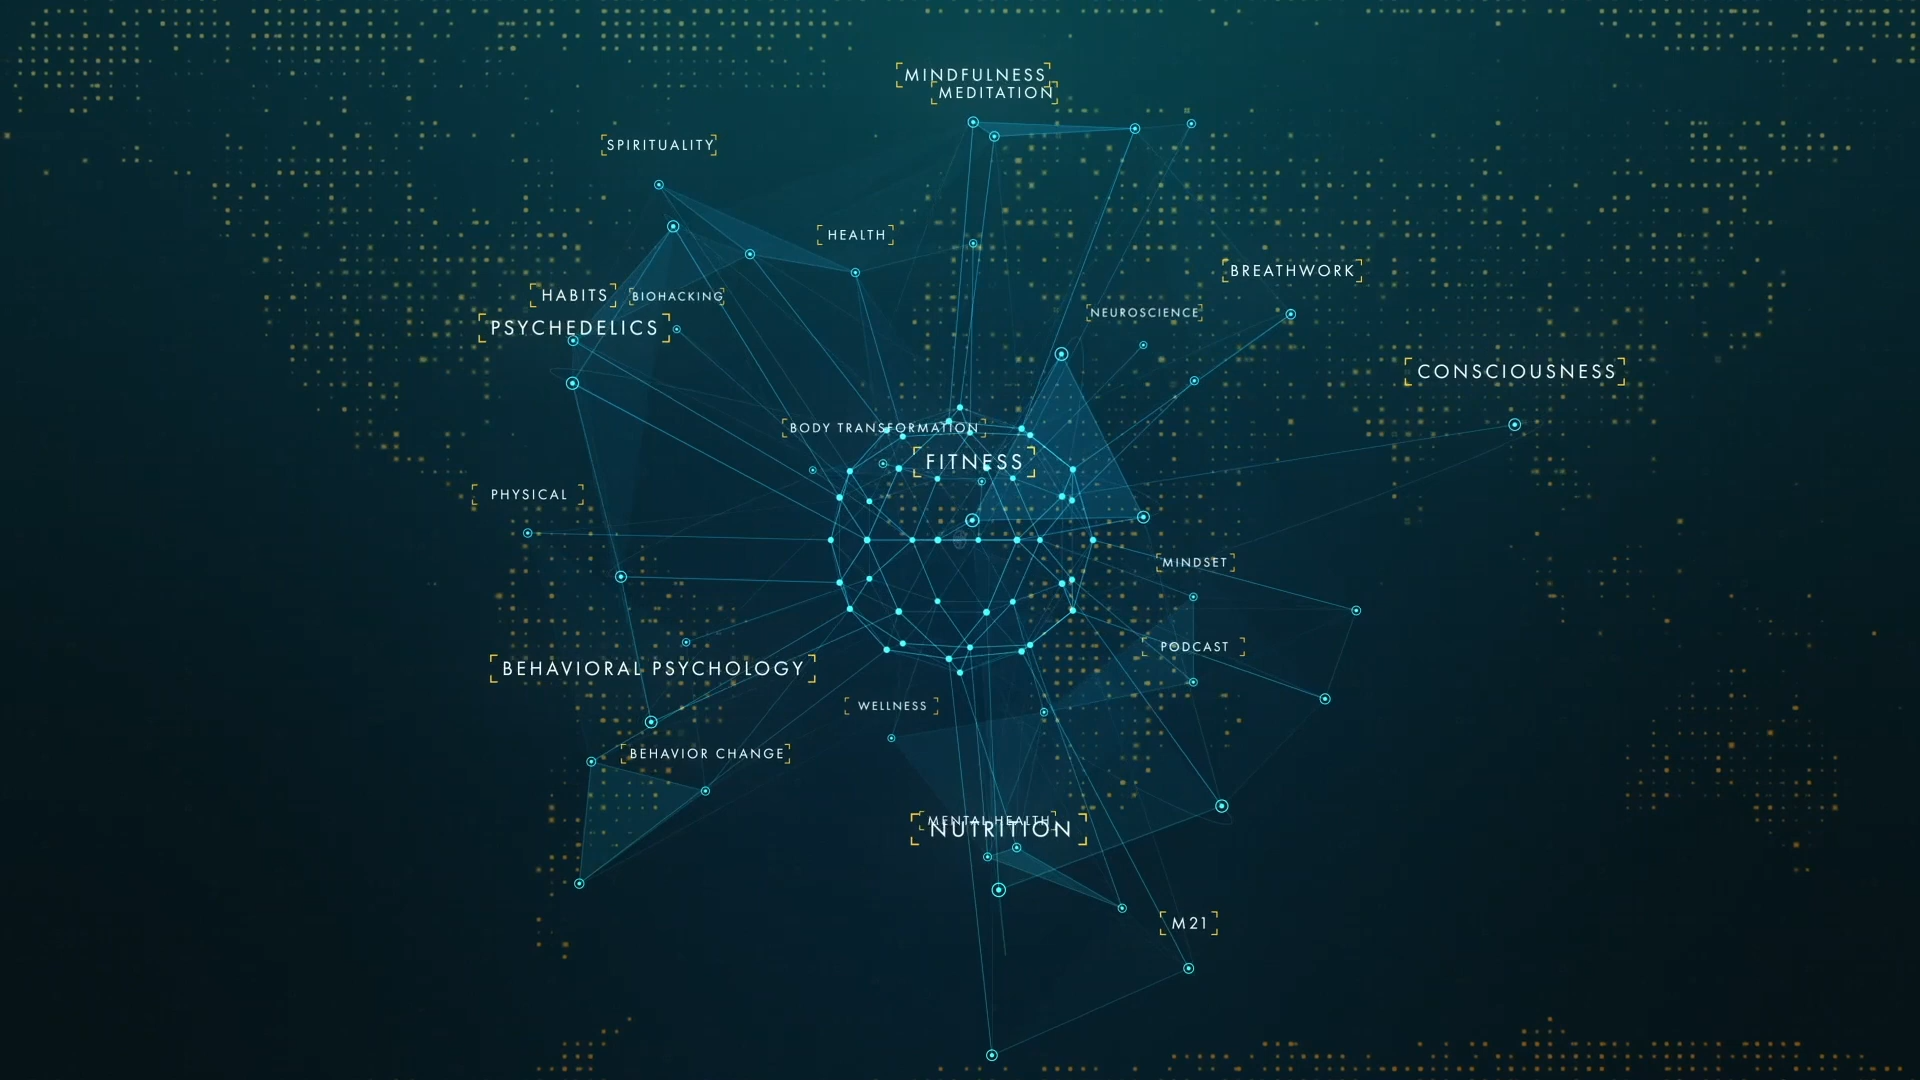 MINDFULNESS
MEDITATION
SPIRITUALITY
HEALTH
BREATHWORK
HABITS
BIOHACKING
NEUROSCIENCE
PSYCHEDELICS
CONSCIOUSNESS
BODY TRANSFORMATION
FITNESS
PHYSICAL
MINDSET
PODCAST
BEHAVIORAL PSYCHOLOGY
WELLNESS
BEHAVIOR CHANGE
MENTAL HEALTH
NUTRITION
M21